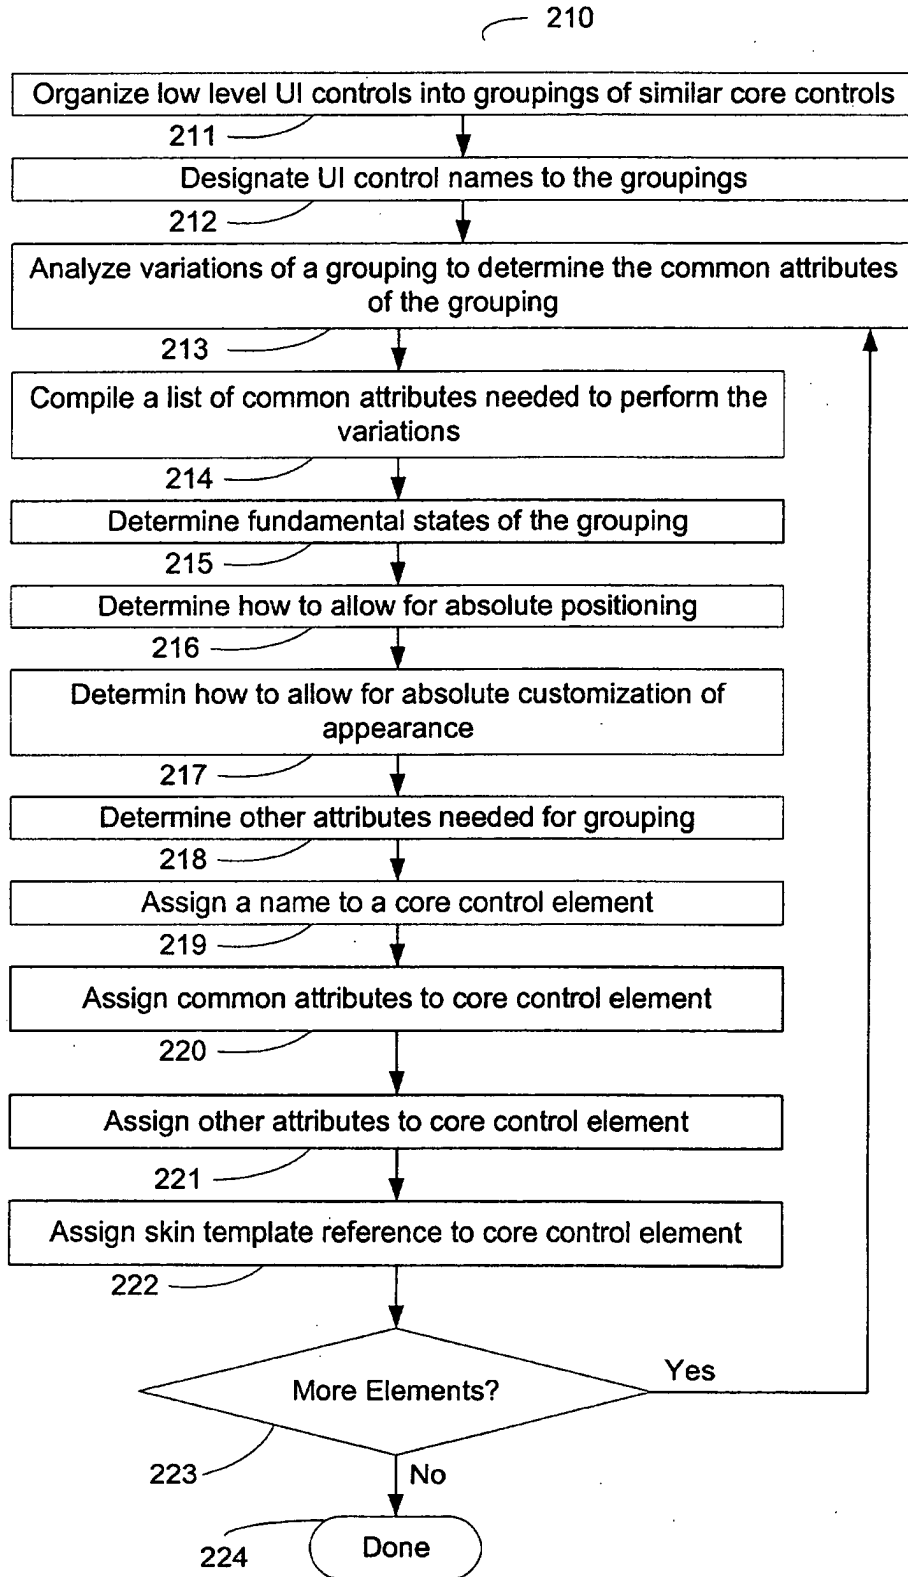 210
Organize low level UI controls into groupings of similar core controls
211
Designate UI control names to the groupings
212
Analyze variations of a grouping to determine the common attributes
of the grouping
213
Compile a list of common attributes needed to perform the
variations
214
Determine fundamental states of the grouping
215
Determine how to allow for absolute positioning
216
Determin how to allow for absolute customization of
appearance
217
Determine other attributes needed for grouping
218
Assign a name to a core control element
219
Assign common attributes to core control element
220
Assign other attributes to core control element
221
Assign skin template reference to core control element
222
More Elements?
Yes
223
No
Done
224